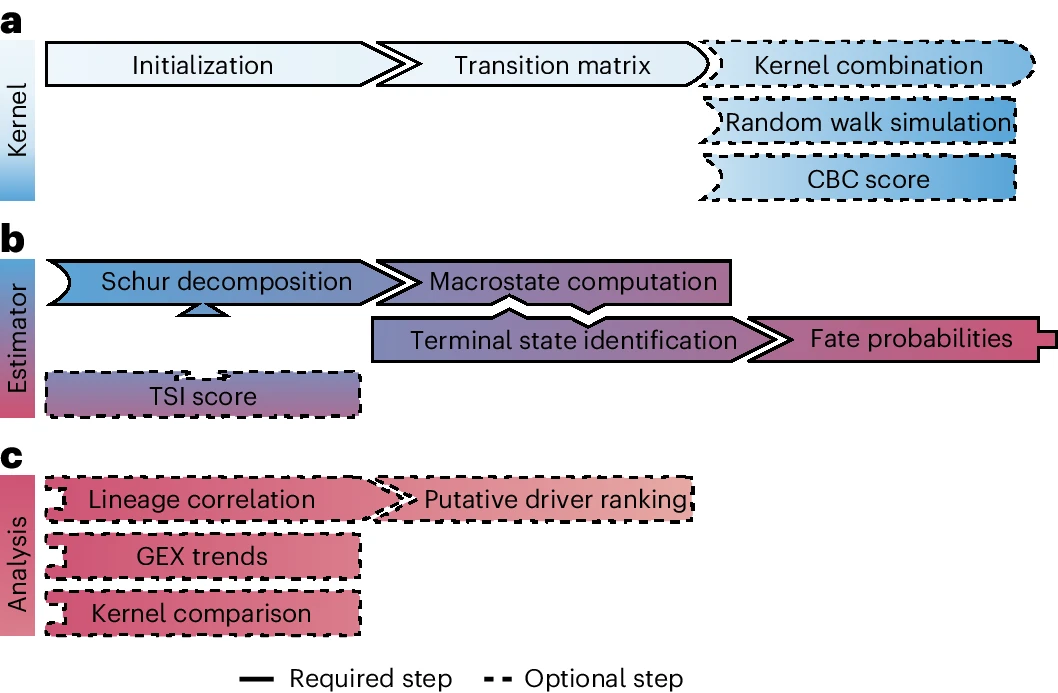 a
Kernel
Initialization
Transition matrix
Kernel combination
Random walk simulation
CBC score
b
Estimator
Schur decomposition
Macrostate computation
Terminal state identification
Fate probabilities
TSI score
c
Analysis
Lineage correlation
Putative driver ranking
GEX trends
Kernel comparison
Required step
Optional step